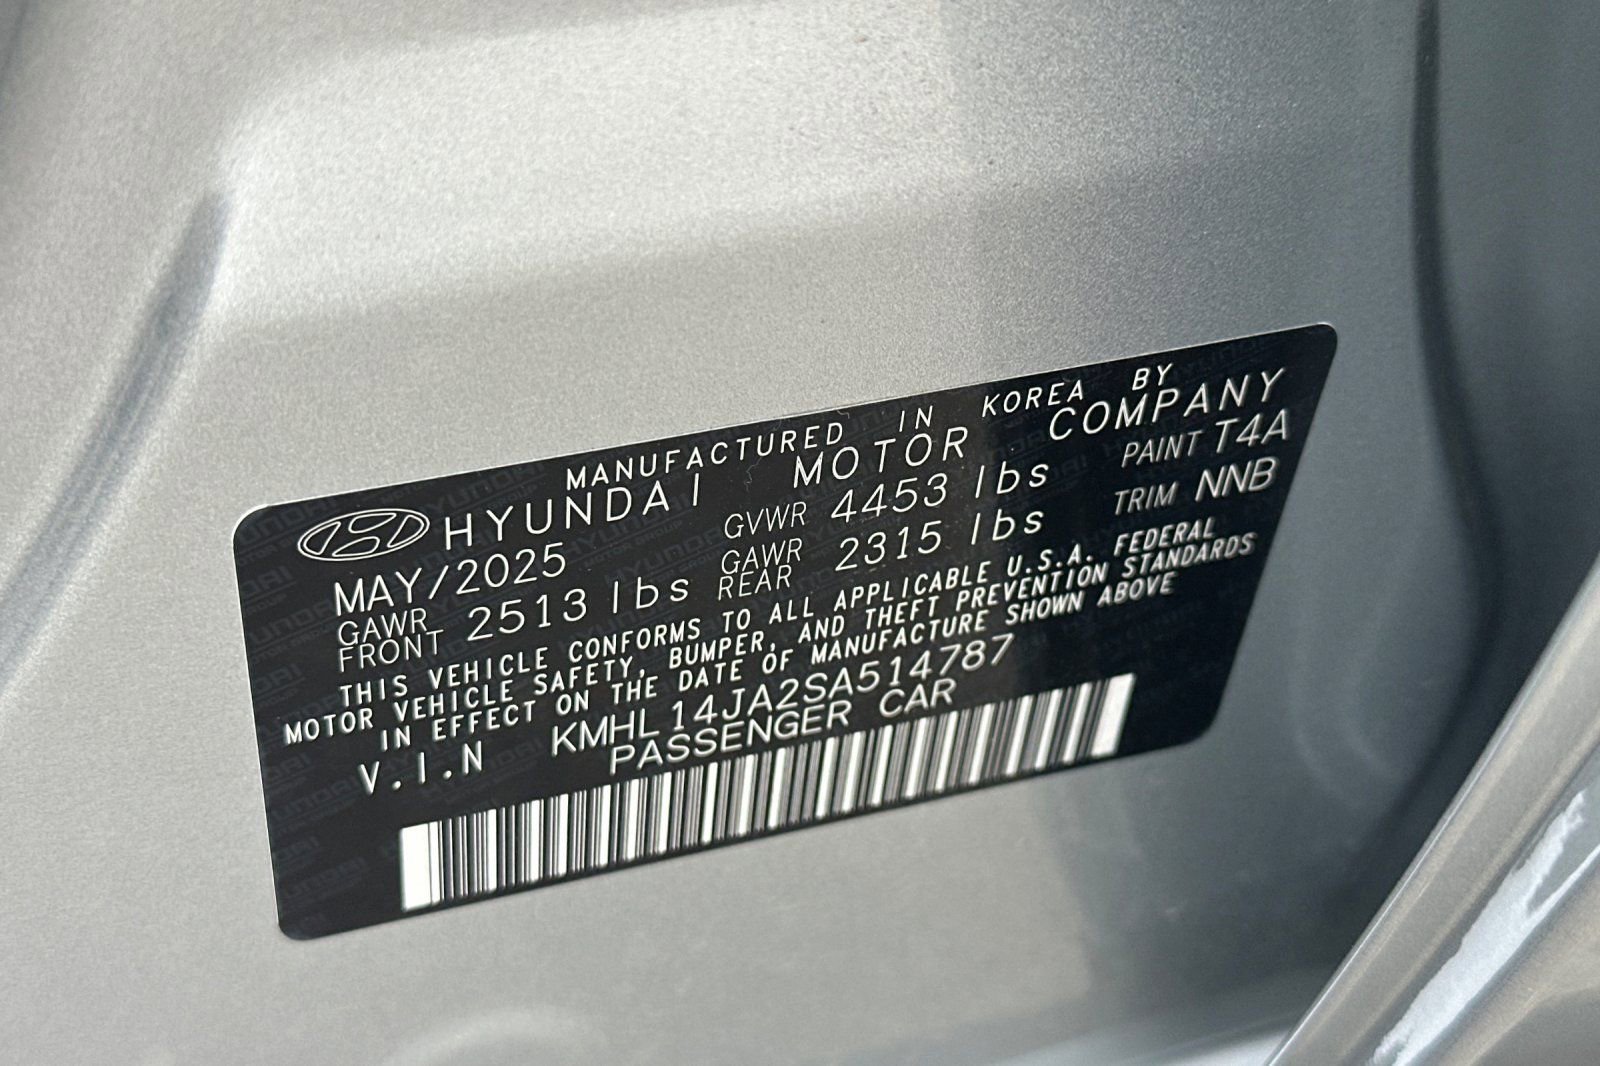 MANUFACTURED IN KOREA BY
HYUNDAI MOTOR COMPANY
MAY/2025 GVWR 4453 lbs PAINT T4A
GAWR FRONT 2513 lbs GAWR REAR 2315 lbs TRIM NNB
THIS VEHICLE CONFORMS TO ALL APPLICABLE U.S.A. FEDERAL
MOTOR VEHICLE SAFETY, BUMPER, AND THEFT PREVENTION STANDARDS
IN EFFECT ON THE DATE OF MANUFACTURE SHOWN ABOVE
V.I.N KMHL14JA2SA514787
PASSENGER CAR